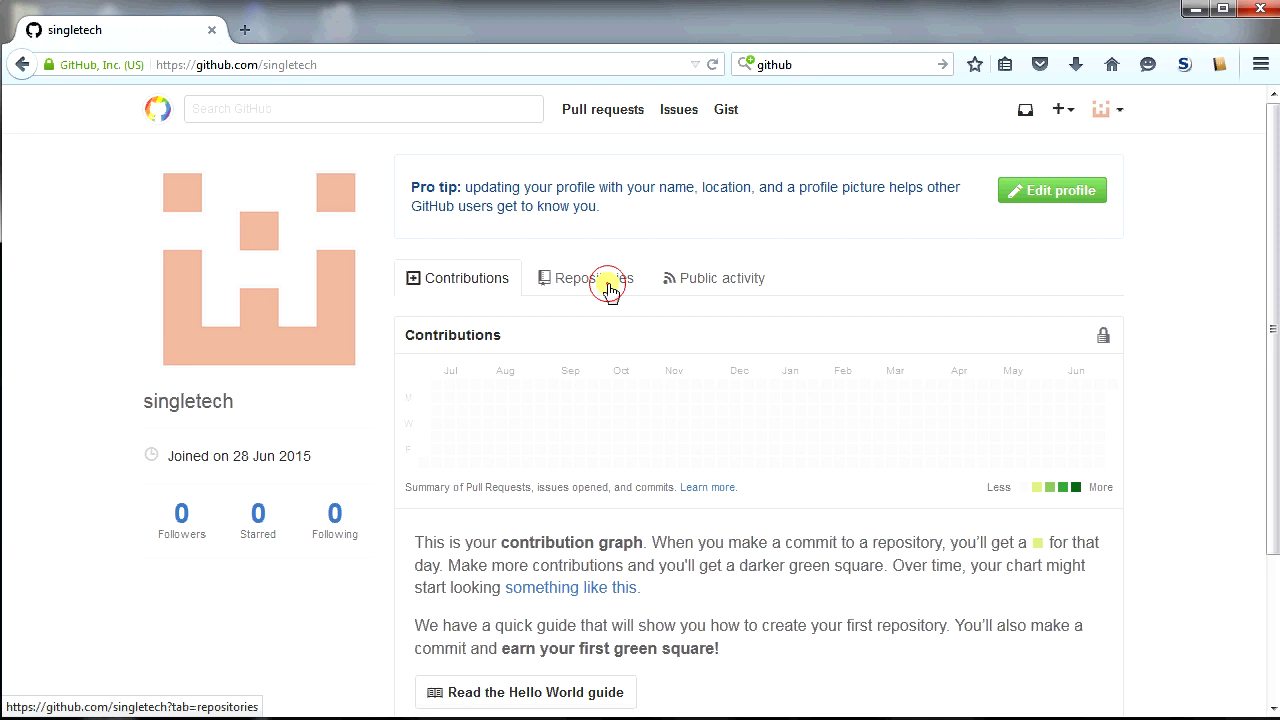 singletech
GitHub, Inc. (US) https://github.com/singletech
github
Search GitHub
Pull requests Issues Gist
Pro tip: updating your profile with your name, location, and a profile picture helps other
GitHub users get to know you.
Edit profile
Contributions Repositories Public activity
Contributions
Jul Aug Sep Oct Nov Dec Jan Feb Mar Apr May Jun
M
W
F
Summary of Pull Requests, issues opened, and commits. Learn more.
Less More
singletech
Joined on 28 Jun 2015
0 0 0
Followers Starred Following
This is your contribution graph. When you make a commit to a repository, you'll get a for that
day. Make more contributions and you'll get a darker green square. Over time, your chart might
start looking something like this.
We have a quick guide that will show you how to create your first repository. You'll also make a
commit and earn your first green square!
Read the Hello World guide
https://github.com/singletech?tab=repositories